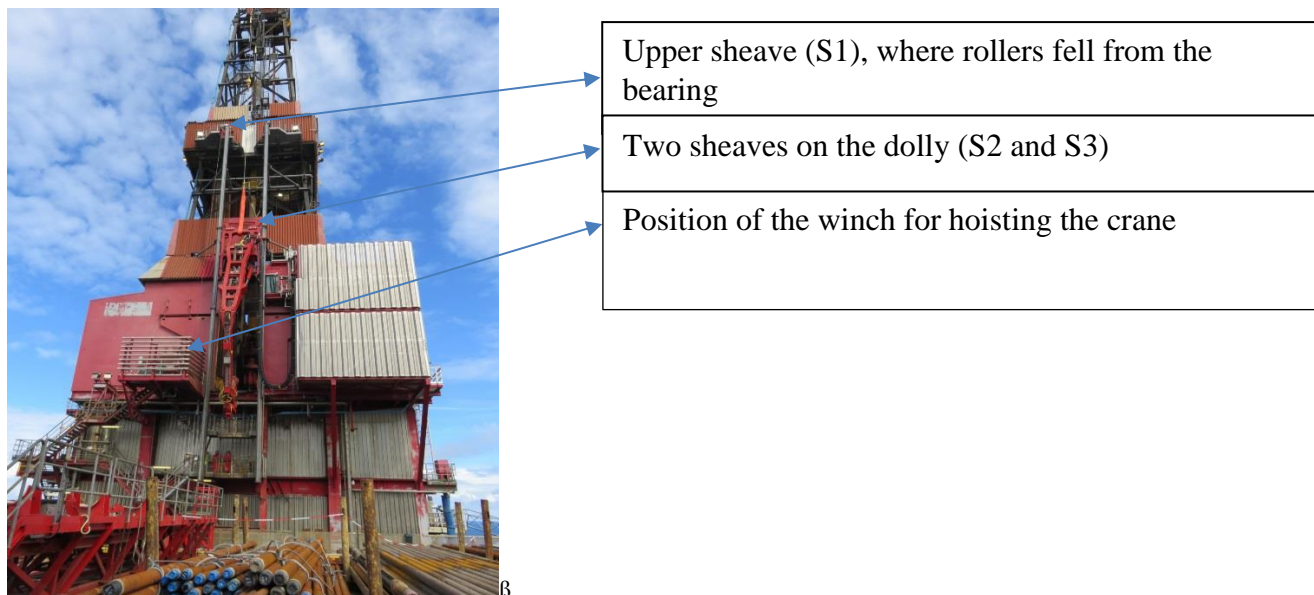 Upper sheave (S1), where rollers fell from the
bearing
Two sheaves on the dolly (S2 and S3)
Position of the winch for hoisting the crane
ß